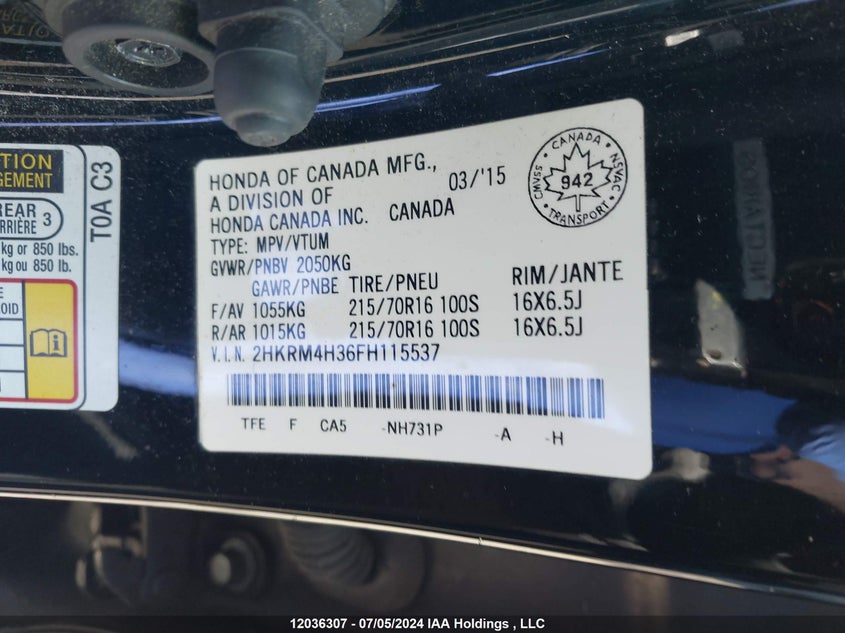 TION
GEMENT
REAR
RRIÈRE 3
kg or 850 lbs.
kg ou 850 lb.
E
OID
TOA C3
HONDA OF CANADA MFG.,
A DIVISION OF
HONDA CANADA INC. CANADA
03/'15
CANADA
CMVSS 942 NSVAC
TRANSPORT
TYPE: MPV/VTUM
GVWR/PNBV 2050KG
GAWR/PNBE TIRE/PNEU RIM/JANTE
F/AV 1055KG 215/70R16 100S 16X6.5J
R/AR 1015KG 215/70R16 100S 16X6.5J
V.I.N. 2HKRM4H36FH115537
TFE F CA5 -NH731P -A -H
12036307 - 07/05/2024 IAA Holdings , LLC